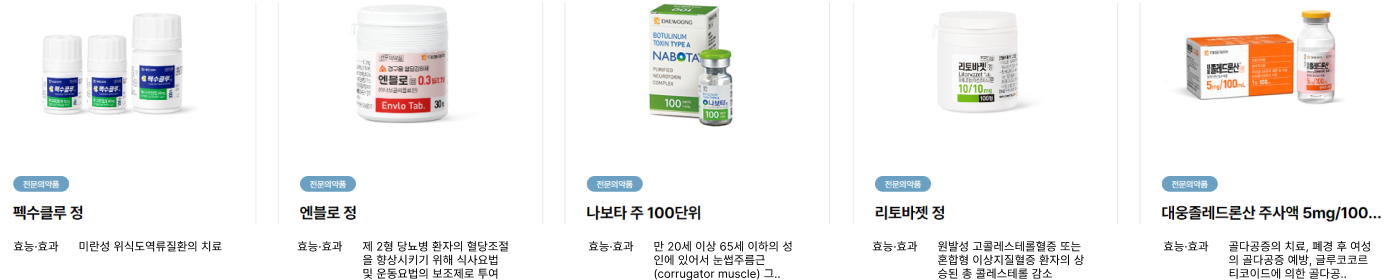 펙수클루
펙수클루
펙수클루
엔블로정 0.3
Envlo Tab.
30
DAEWOONG
BOTULINUM
TOXIN TYPE A
NABOTA
PURIFIED
NEUROTOXIN
COMPLEX
100
나보타
100
리토바젯 정
10/10mg
100정
졸레드론산
5mg/100mL
전문의약품
펙수클루 정
효능·효과 미란성 위식도역류질환의 치료
전문의약품
엔블로 정
효능·효과 제 2형 당뇨병 환자의 혈당조절
을 향상시키기 위해 식사요법
및 운동요법의 보조제로 투여
전문의약품
나보타 주 100단위
효능·효과 만 20세 이상 65세 이하의 성
인에 있어서 눈썹주름근
(corrugator muscle) 그..
전문의약품
리토바젯 정
효능·효과 원발성 고콜레스테롤혈증 또는
혼합형 이상지질혈증 환자의 상
승된 총 콜레스테롤 감소
전문의약품
대웅졸레드론산 주사액 5mg/100...
효능·효과 골다공증의 치료, 폐경 후 여성
의 골다공증 예방, 글루코코르
티코이드에 의한 골다공..